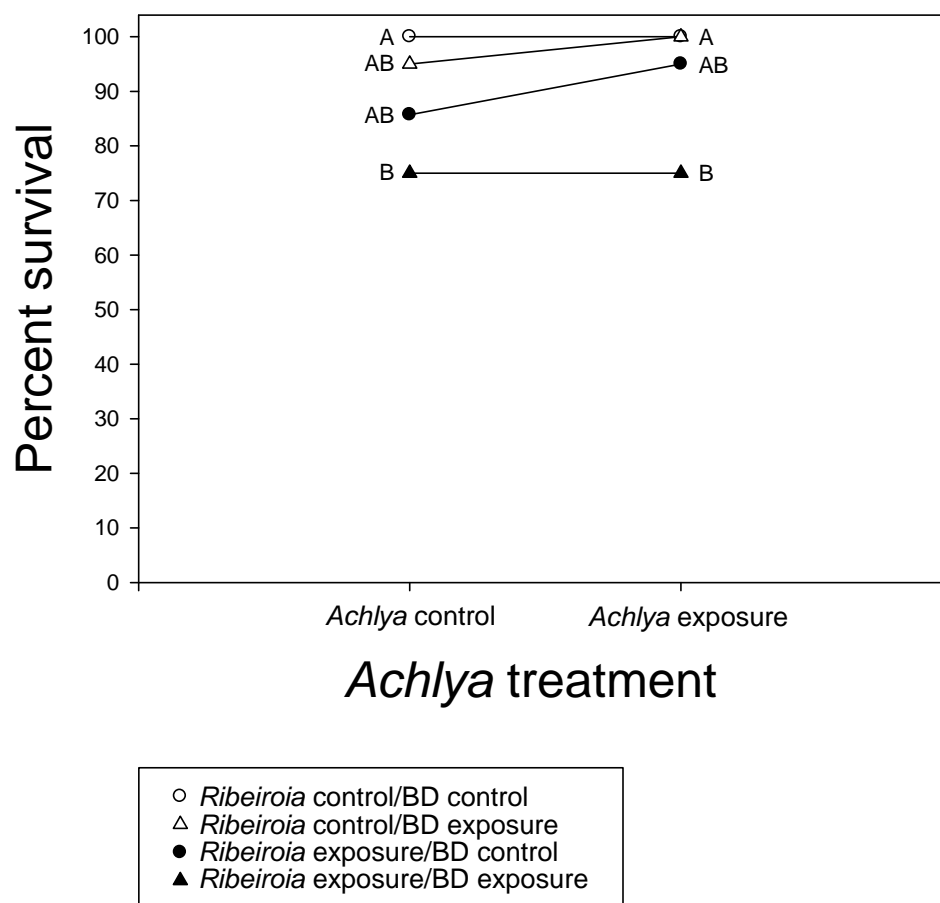 100
90
80
70
60
50
40
30
20
10
0
Percent survival
A
A
AB
AB
AB
B
B
Achlya control
Achlya exposure
Achlya treatment
Ribeiroia control/BD control
Ribeiroia control/BD exposure
Ribeiroia exposure/BD control
Ribeiroia exposure/BD exposure